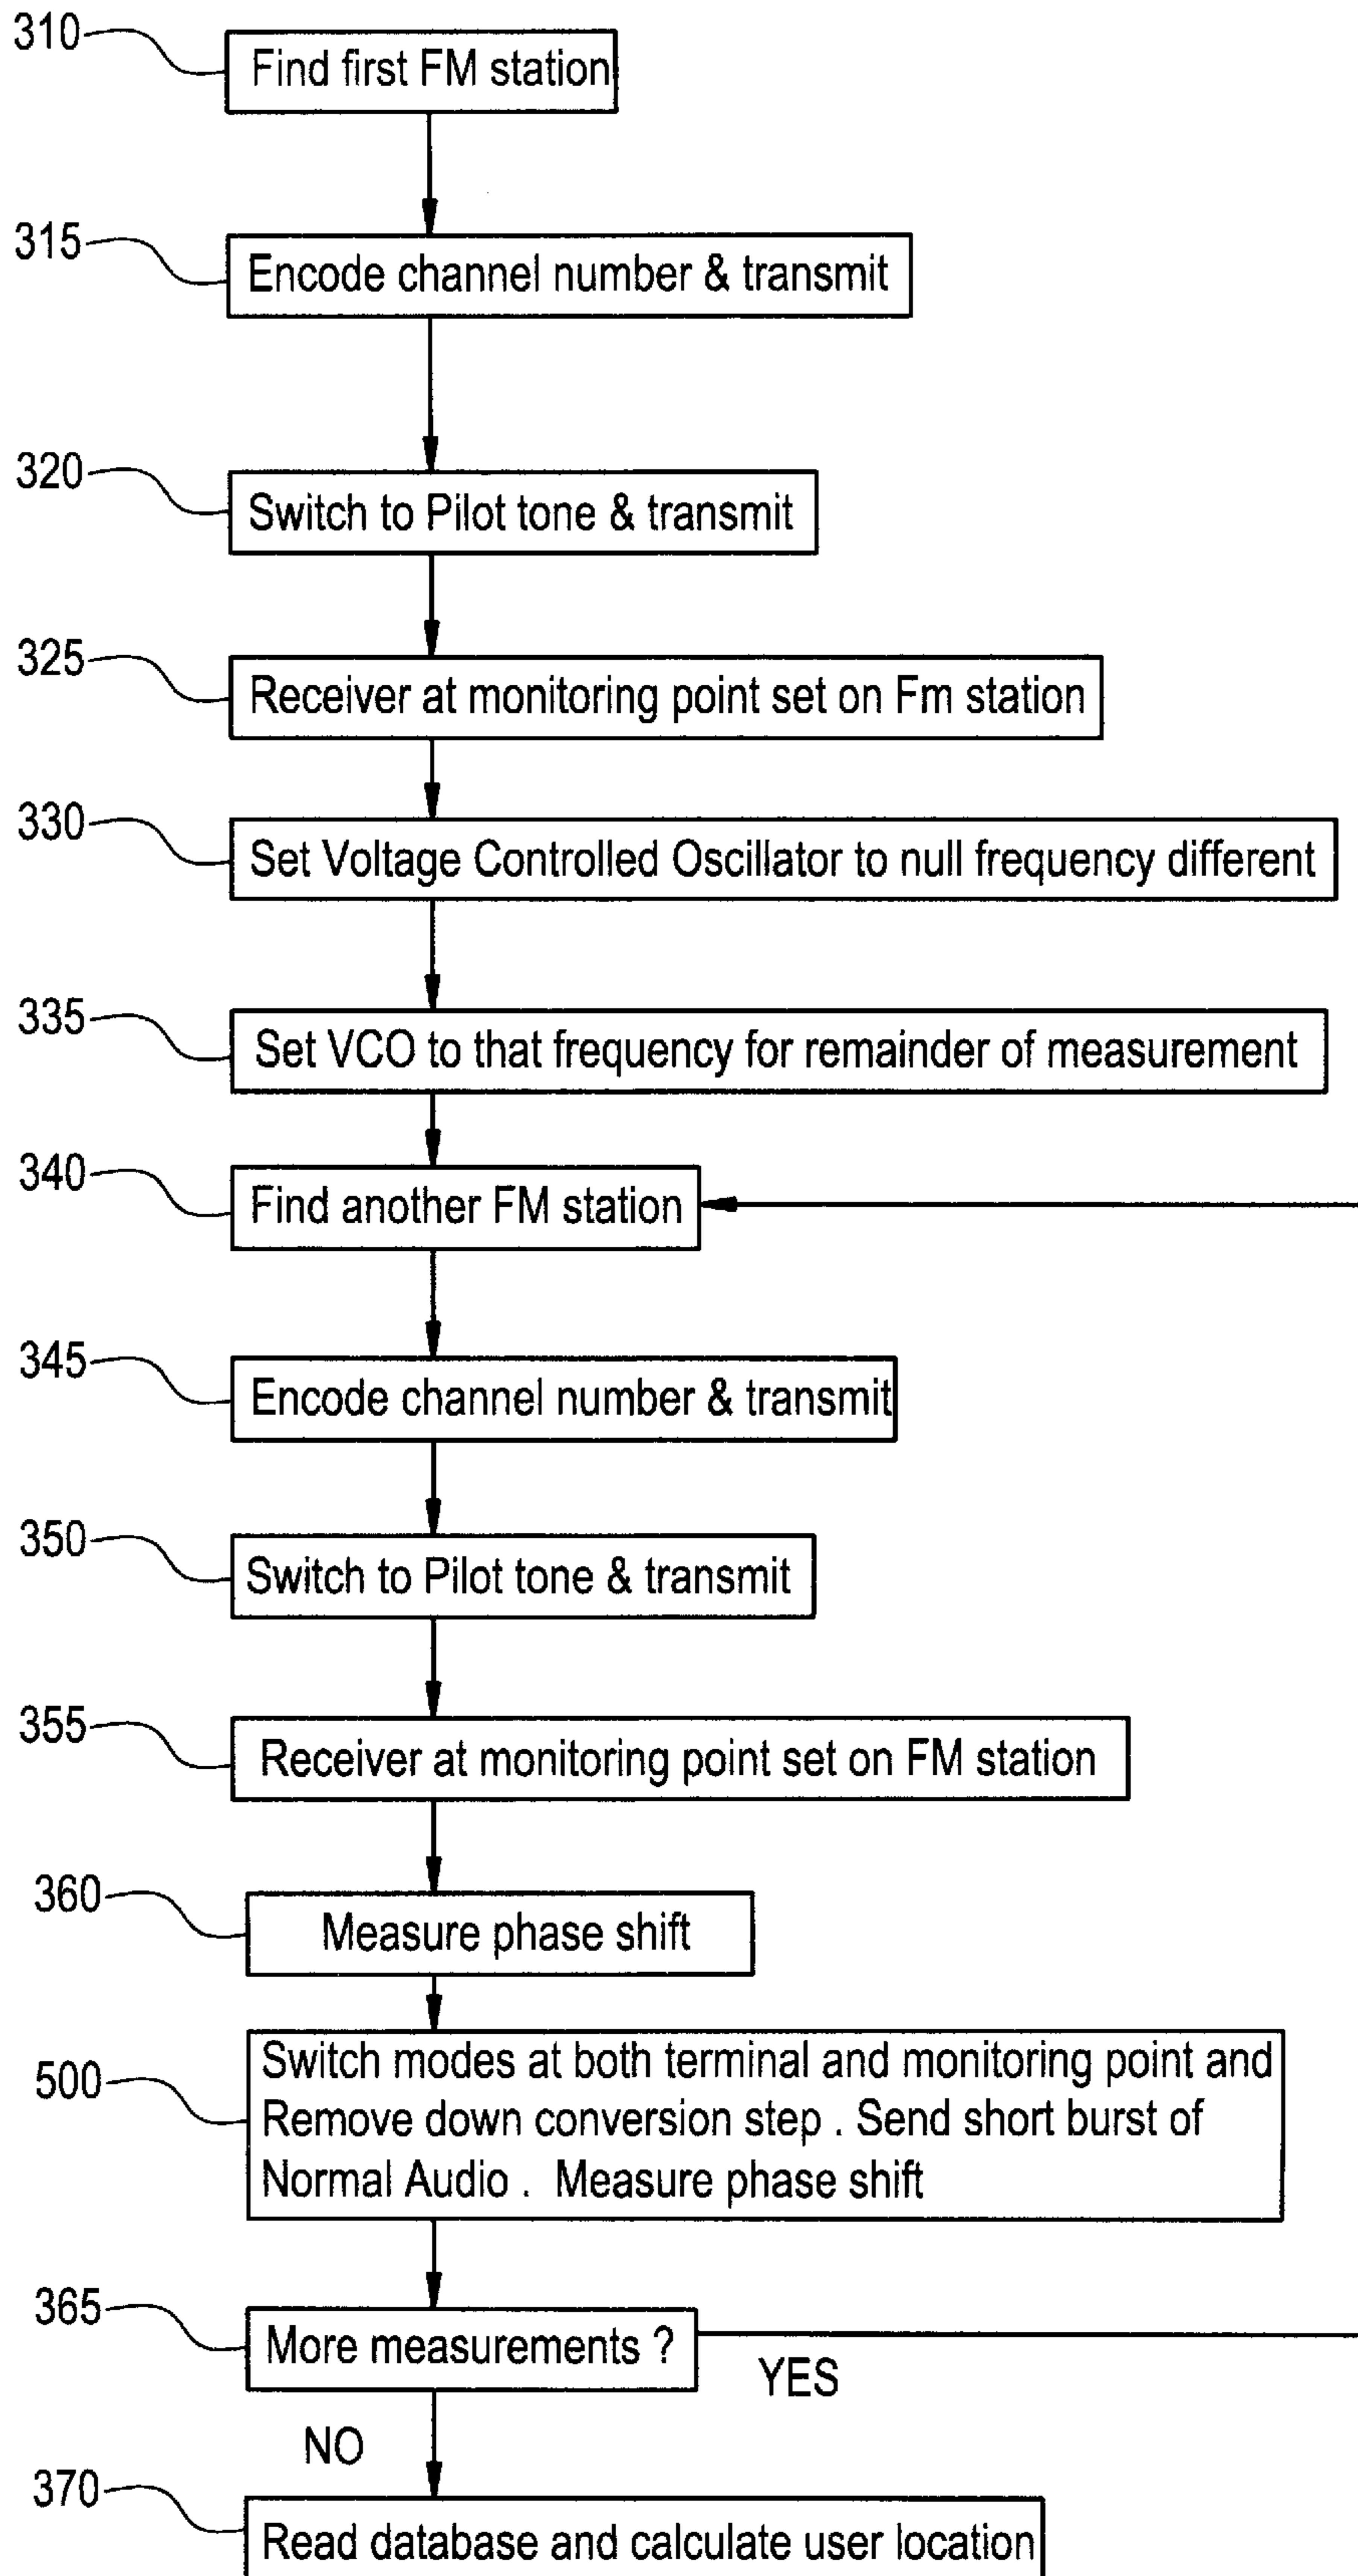 310
Find first FM station
315
Encode channel number & transmit
320
Switch to Pilot tone & transmit
325
Receiver at monitoring point set on Fm station
330
Set Voltage Controlled Oscillator to null frequency different
335
Set VCO to that frequency for remainder of measurement
340
Find another FM station
345
Encode channel number & transmit
350
Switch to Pilot tone & transmit
355
Receiver at monitoring point set on FM station
360
Measure phase shift
500
Switch modes at both terminal and monitoring point and
Remove down conversion step . Send short burst of
Normal Audio . Measure phase shift
365
More measurements ?
YES
NO
370
Read database and calculate user location